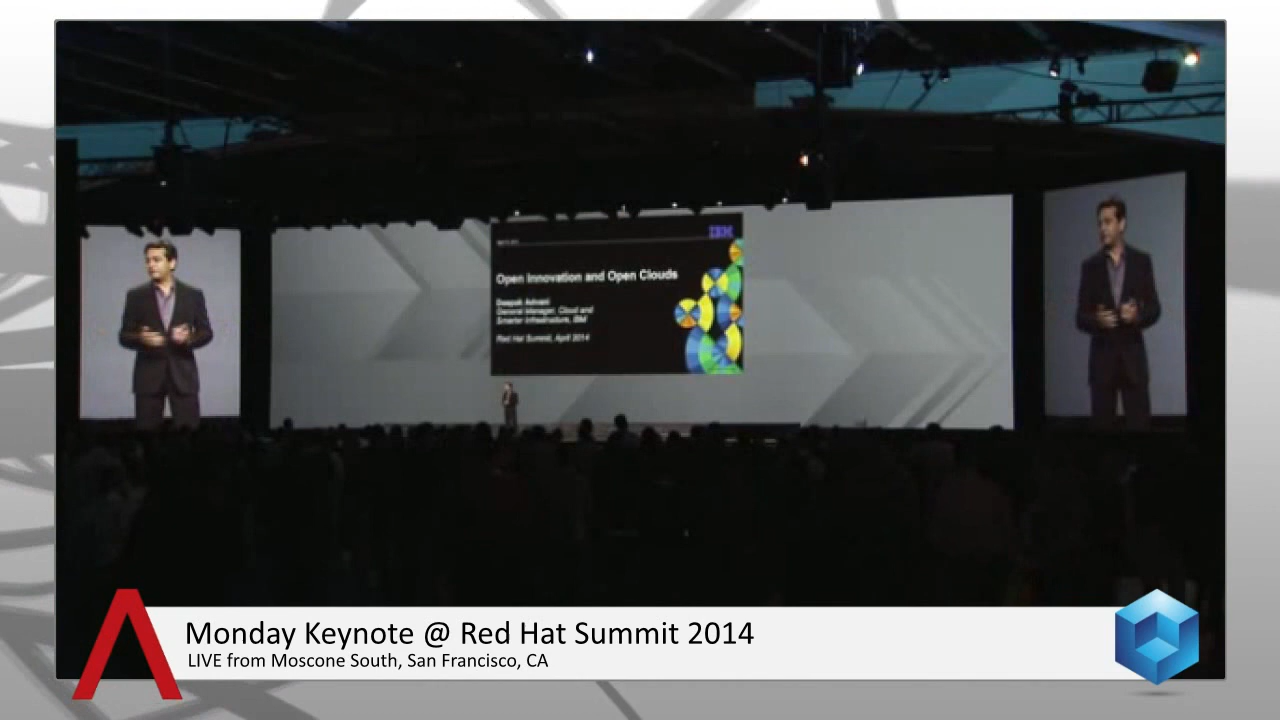 IBM
Open Innovation and Open Clouds
Deepak Advani
General Manager, Cloud and
Smarter Infrastructure, IBM
Red Hat Summit, April 2014
Monday Keynote @ Red Hat Summit 2014
LIVE from Moscone South, San Francisco, CA